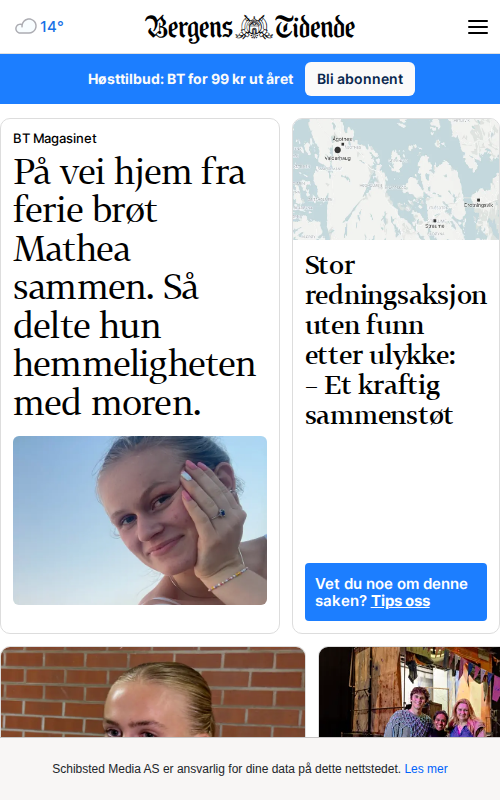 14°
Bergens Tidende
Høsttilbud: BT for 99 kr ut året
Bli abonnent
BT Magasinet
På vei hjem fra
ferie brøt
Mathea
sammen. Så
delte hun
hemmeligheten
med moren.
Ågotnes
Valdarhaug
Straume
Stor
redningsaksjon
uten funn
etter ulykke:
– Et kraftig
sammenstøt
Vet du noe om denne
saken? Tips oss
Schibsted Media AS er ansvarlig for dine data på dette nettstedet. Les mer